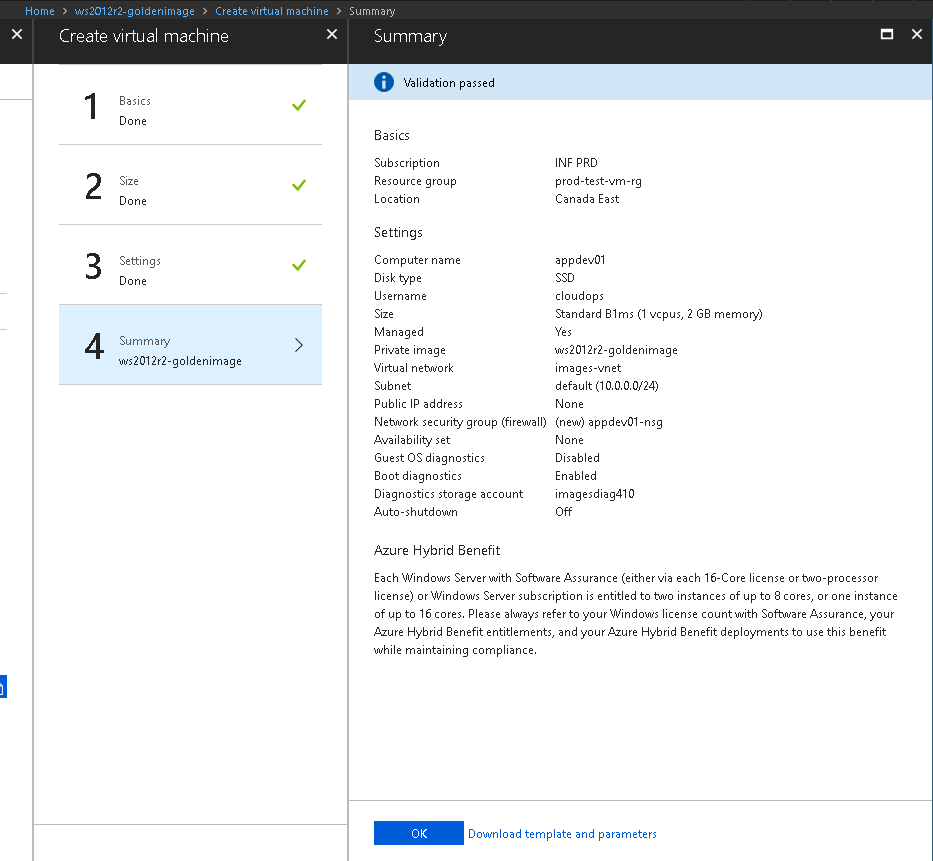 Home > ws2012r2-goldenimage > Create virtual machine > Summary
Create virtual machine
1
Basics
Done
2
Size
Done
3
Settings
Done
4
Summary
ws2012r2-goldenimage
Summary
Validation passed
Basics
Subscription INF PRD
Resource group prod-test-vm-rg
Location Canada East
Settings
Computer name appdev01
Disk type SSD
Username cloudops
Size Standard B1ms (1 vcpus, 2 GB memory)
Managed Yes
Private image ws2012r2-goldenimage
Virtual network images-vnet
Subnet default (10.0.0.0/24)
Public IP address None
Network security group (firewall) (new) appdev01-nsg
Availability set None
Guest OS diagnostics Disabled
Boot diagnostics Enabled
Diagnostics storage account imagesdiag410
Auto-shutdown Off
Azure Hybrid Benefit
Each Windows Server with Software Assurance (either via each 16-Core license or two-processor
license) or Windows Server subscription is entitled to two instances of up to 8 cores, or one instance
of up to 16 cores. Please always refer to your Windows license count with Software Assurance, your
Azure Hybrid Benefit entitlements, and your Azure Hybrid Benefit deployments to use this benefit
while maintaining compliance.
OK Download template and parameters